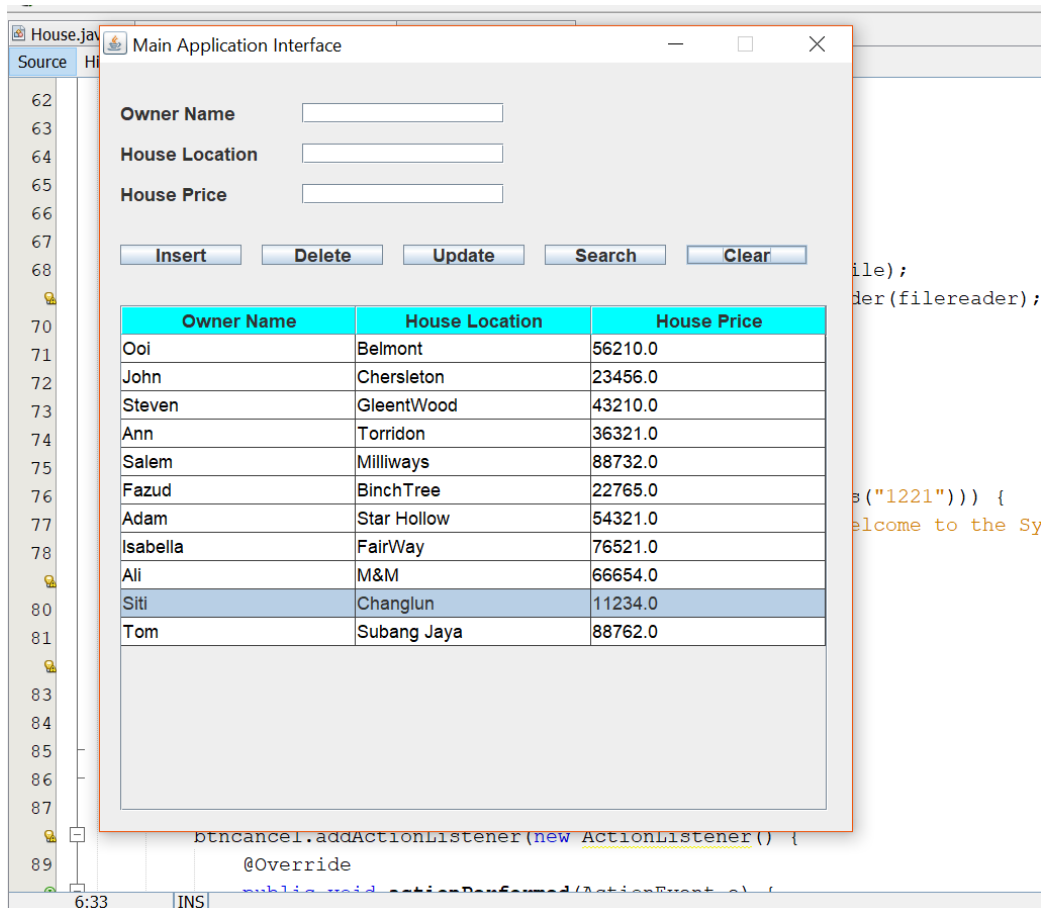 House.jav
Main Application Interface
Source Hi
Owner Name
House Location
House Price
Insert Delete Update Search Clear
Owner Name House Location House Price
Ooi Belmont 56210.0
John Chersleton 23456.0
Steven GleentWood 43210.0
Ann Torridon 36321.0
Salem Milliways 88732.0
Fazud BinchTree 22765.0
Adam Star Hollow 54321.0
Isabella FairWay 76521.0
Ali M&M 66654.0
Siti Changlun 11234.0
Tom Subang Jaya 88762.0
62
63
64
65
66
67
68 ile);
der(filereader);
70
71
72
73
74
75
76 s("1221"))) {
77 elcome to the Sy
78
80
81
83
84
85
86
87
btncancel.addActionListener(new ActionListener() {
89 @Override
public void actionPerformed(ActionEvent e) {
6:33 INS